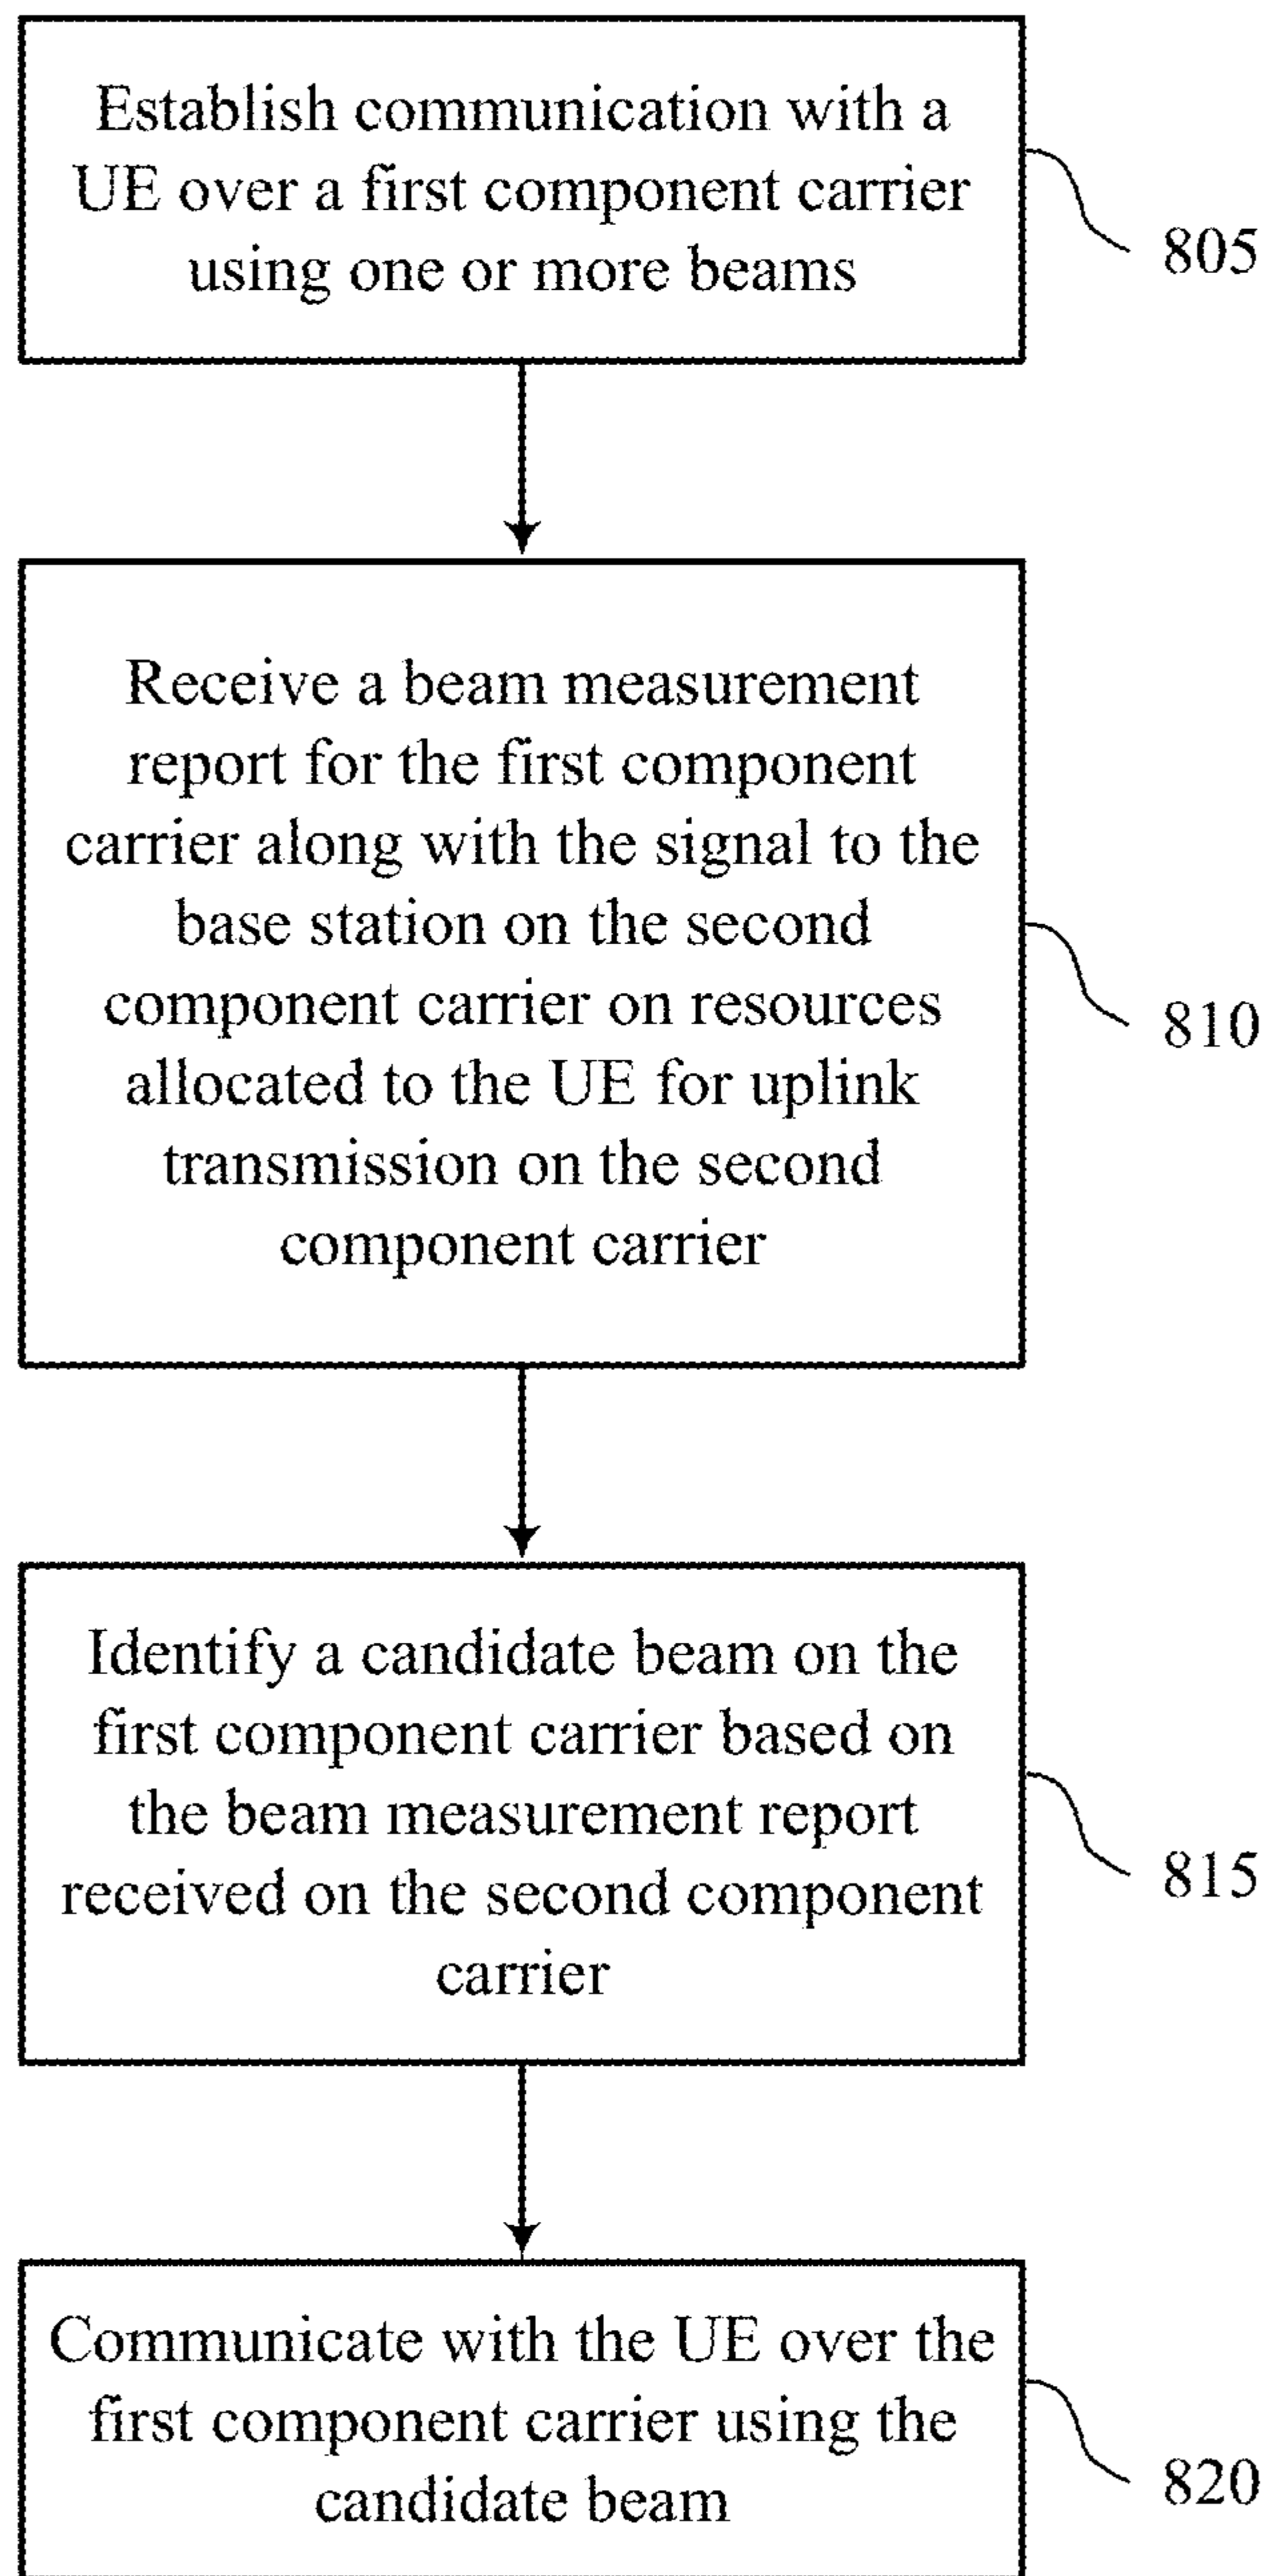 Establish communication with a
UE over a first component carrier
using one or more beams
805
Receive a beam measurement
report for the first component
carrier along with the signal to the
base station on the second
component carrier on resources
allocated to the UE for uplink
transmission on the second
component carrier
810
Identify a candidate beam on the
first component carrier based on
the beam measurement report
received on the second component
carrier
815
Communicate with the UE over the
first component carrier using the
candidate beam
820